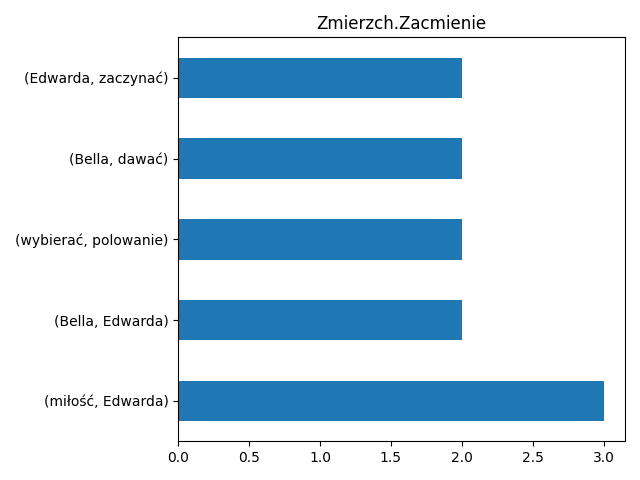 Zmierzch.Zacmienie
(Edwarda, zaczynać)
(Bella, dawać)
(wybierać, polowanie)
(Bella, Edwarda)
(miłość, Edwarda)
0.0 0.5 1.0 1.5 2.0 2.5 3.0